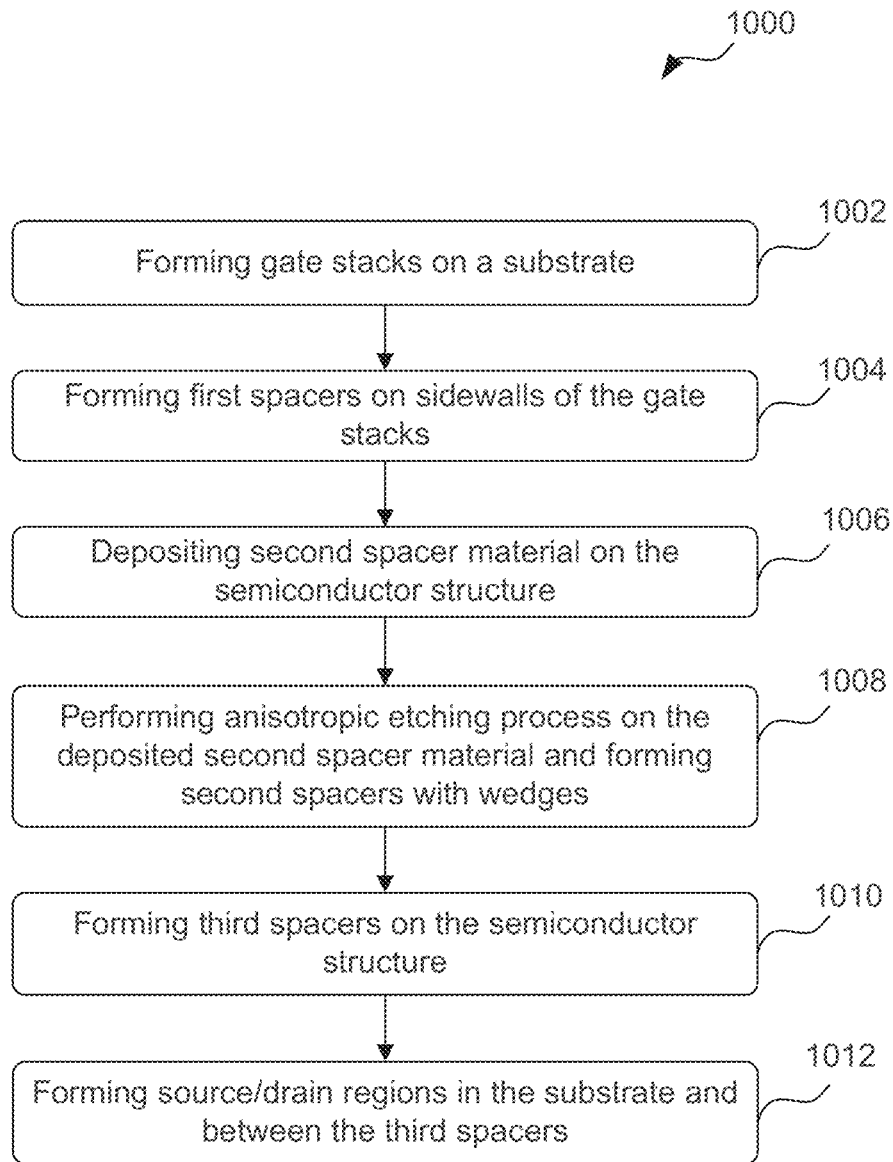 1000
1002
Forming gate stacks on a substrate
1004
Forming first spacers on sidewalls of the gate
stacks
1006
Depositing second spacer material on the
semiconductor structure
1008
Performing anisotropic etching process on the
deposited second spacer material and forming
second spacers with wedges
1010
Forming third spacers on the semiconductor
structure
1012
Forming source/drain regions in the substrate and
between the third spacers